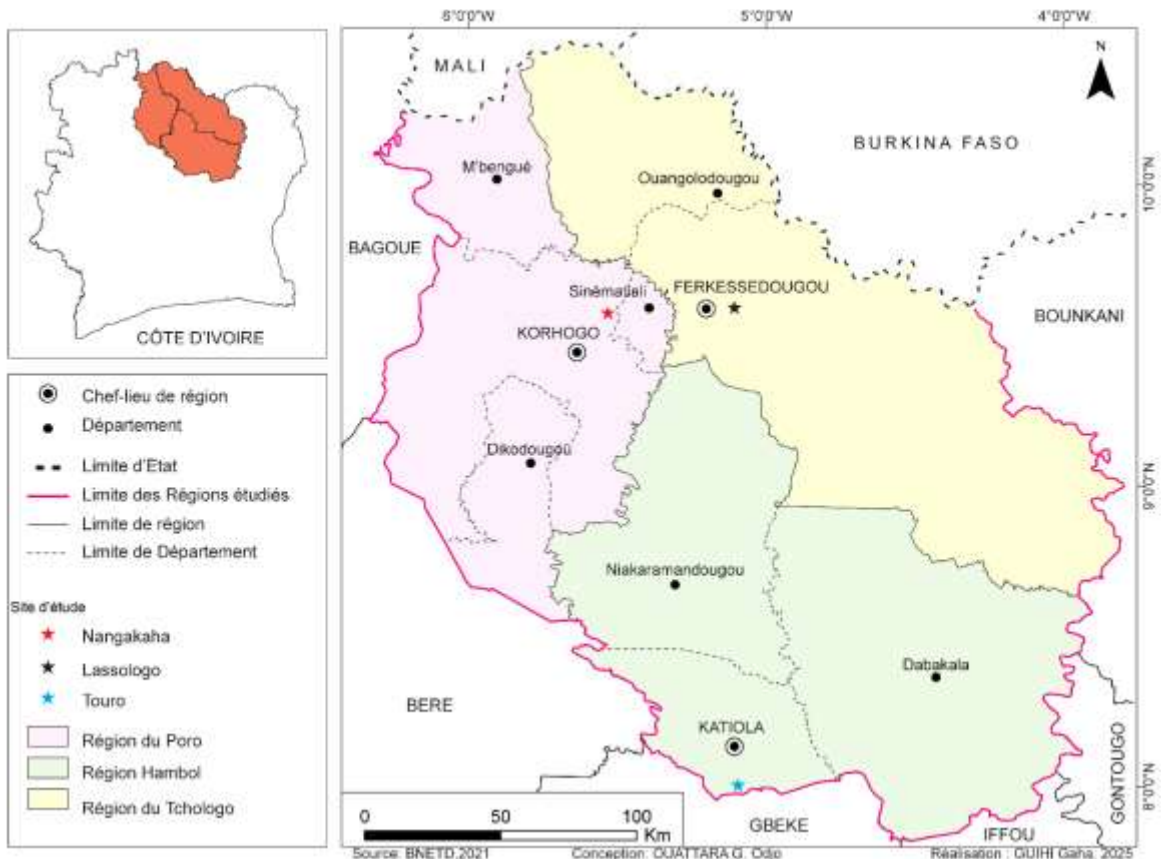 6°0'0"W
5°0'0"W
4°0'0"W
CÔTE D'IVOIRE
Chef-lieu de région
Département
Limite d'Etat
Limite des Régions étudiés
Limite de région
Limite de Département
Site d'étude
Nangakaha
Lassologo
Touro
Région du Poro
Région Hambol
Région du Tchologo
MALI
N
BURKINA FASO
M'bengué
Ouangolodougou
10°0'0"N
BAGOUE
Sinématiali
FERKESSEDOUGOU
BOUNKANI
KORHOGO
Dikodougou
9°0'0"N
Niakaramandougou
Dabakala
BERE
KATIOLA
GONTOUGO
8°0'0"N
GBEKE
IFFOU
0 50 100
Km
Source: BNETD,2021 Conception: OUATTARA G. Odjo Réalisation : GUIHI Gaha, 2025